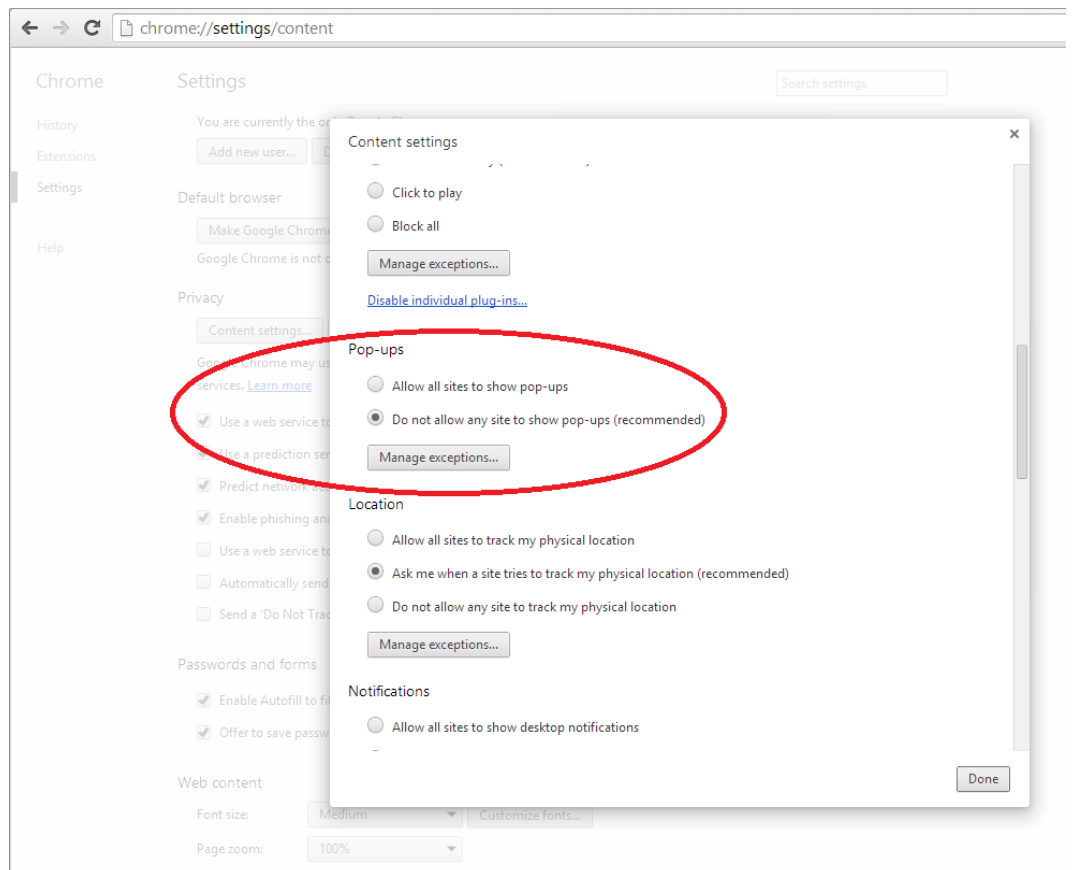 chrome://settings/content
Chrome
Settings
Search settings
History
Extensions
Settings
Help
You are currently the
Add new user...
Default browser
Make Google Chrome
Google Chrome is not
Privacy
Content settings...
Google Chrome may
services. Learn more
Use a web service to
Use a prediction
Predict network
Enable phishing and
Use a web service to
Automatically send
Send a 'Do Not
Passwords and forms
Enable Autofill to
Offer to save
Web content
Font size:
Medium
Customize fonts...
Page zoom:
100%
Content settings
Click to play
Block all
Manage exceptions...
Disable individual plug-ins...
Pop-ups
Allow all sites to show pop-ups
Do not allow any site to show pop-ups (recommended)
Manage exceptions...
Location
Allow all sites to track my physical location
Ask me when a site tries to track my physical location (recommended)
Do not allow any site to track my physical location
Manage exceptions...
Notifications
Allow all sites to show desktop notifications
Done